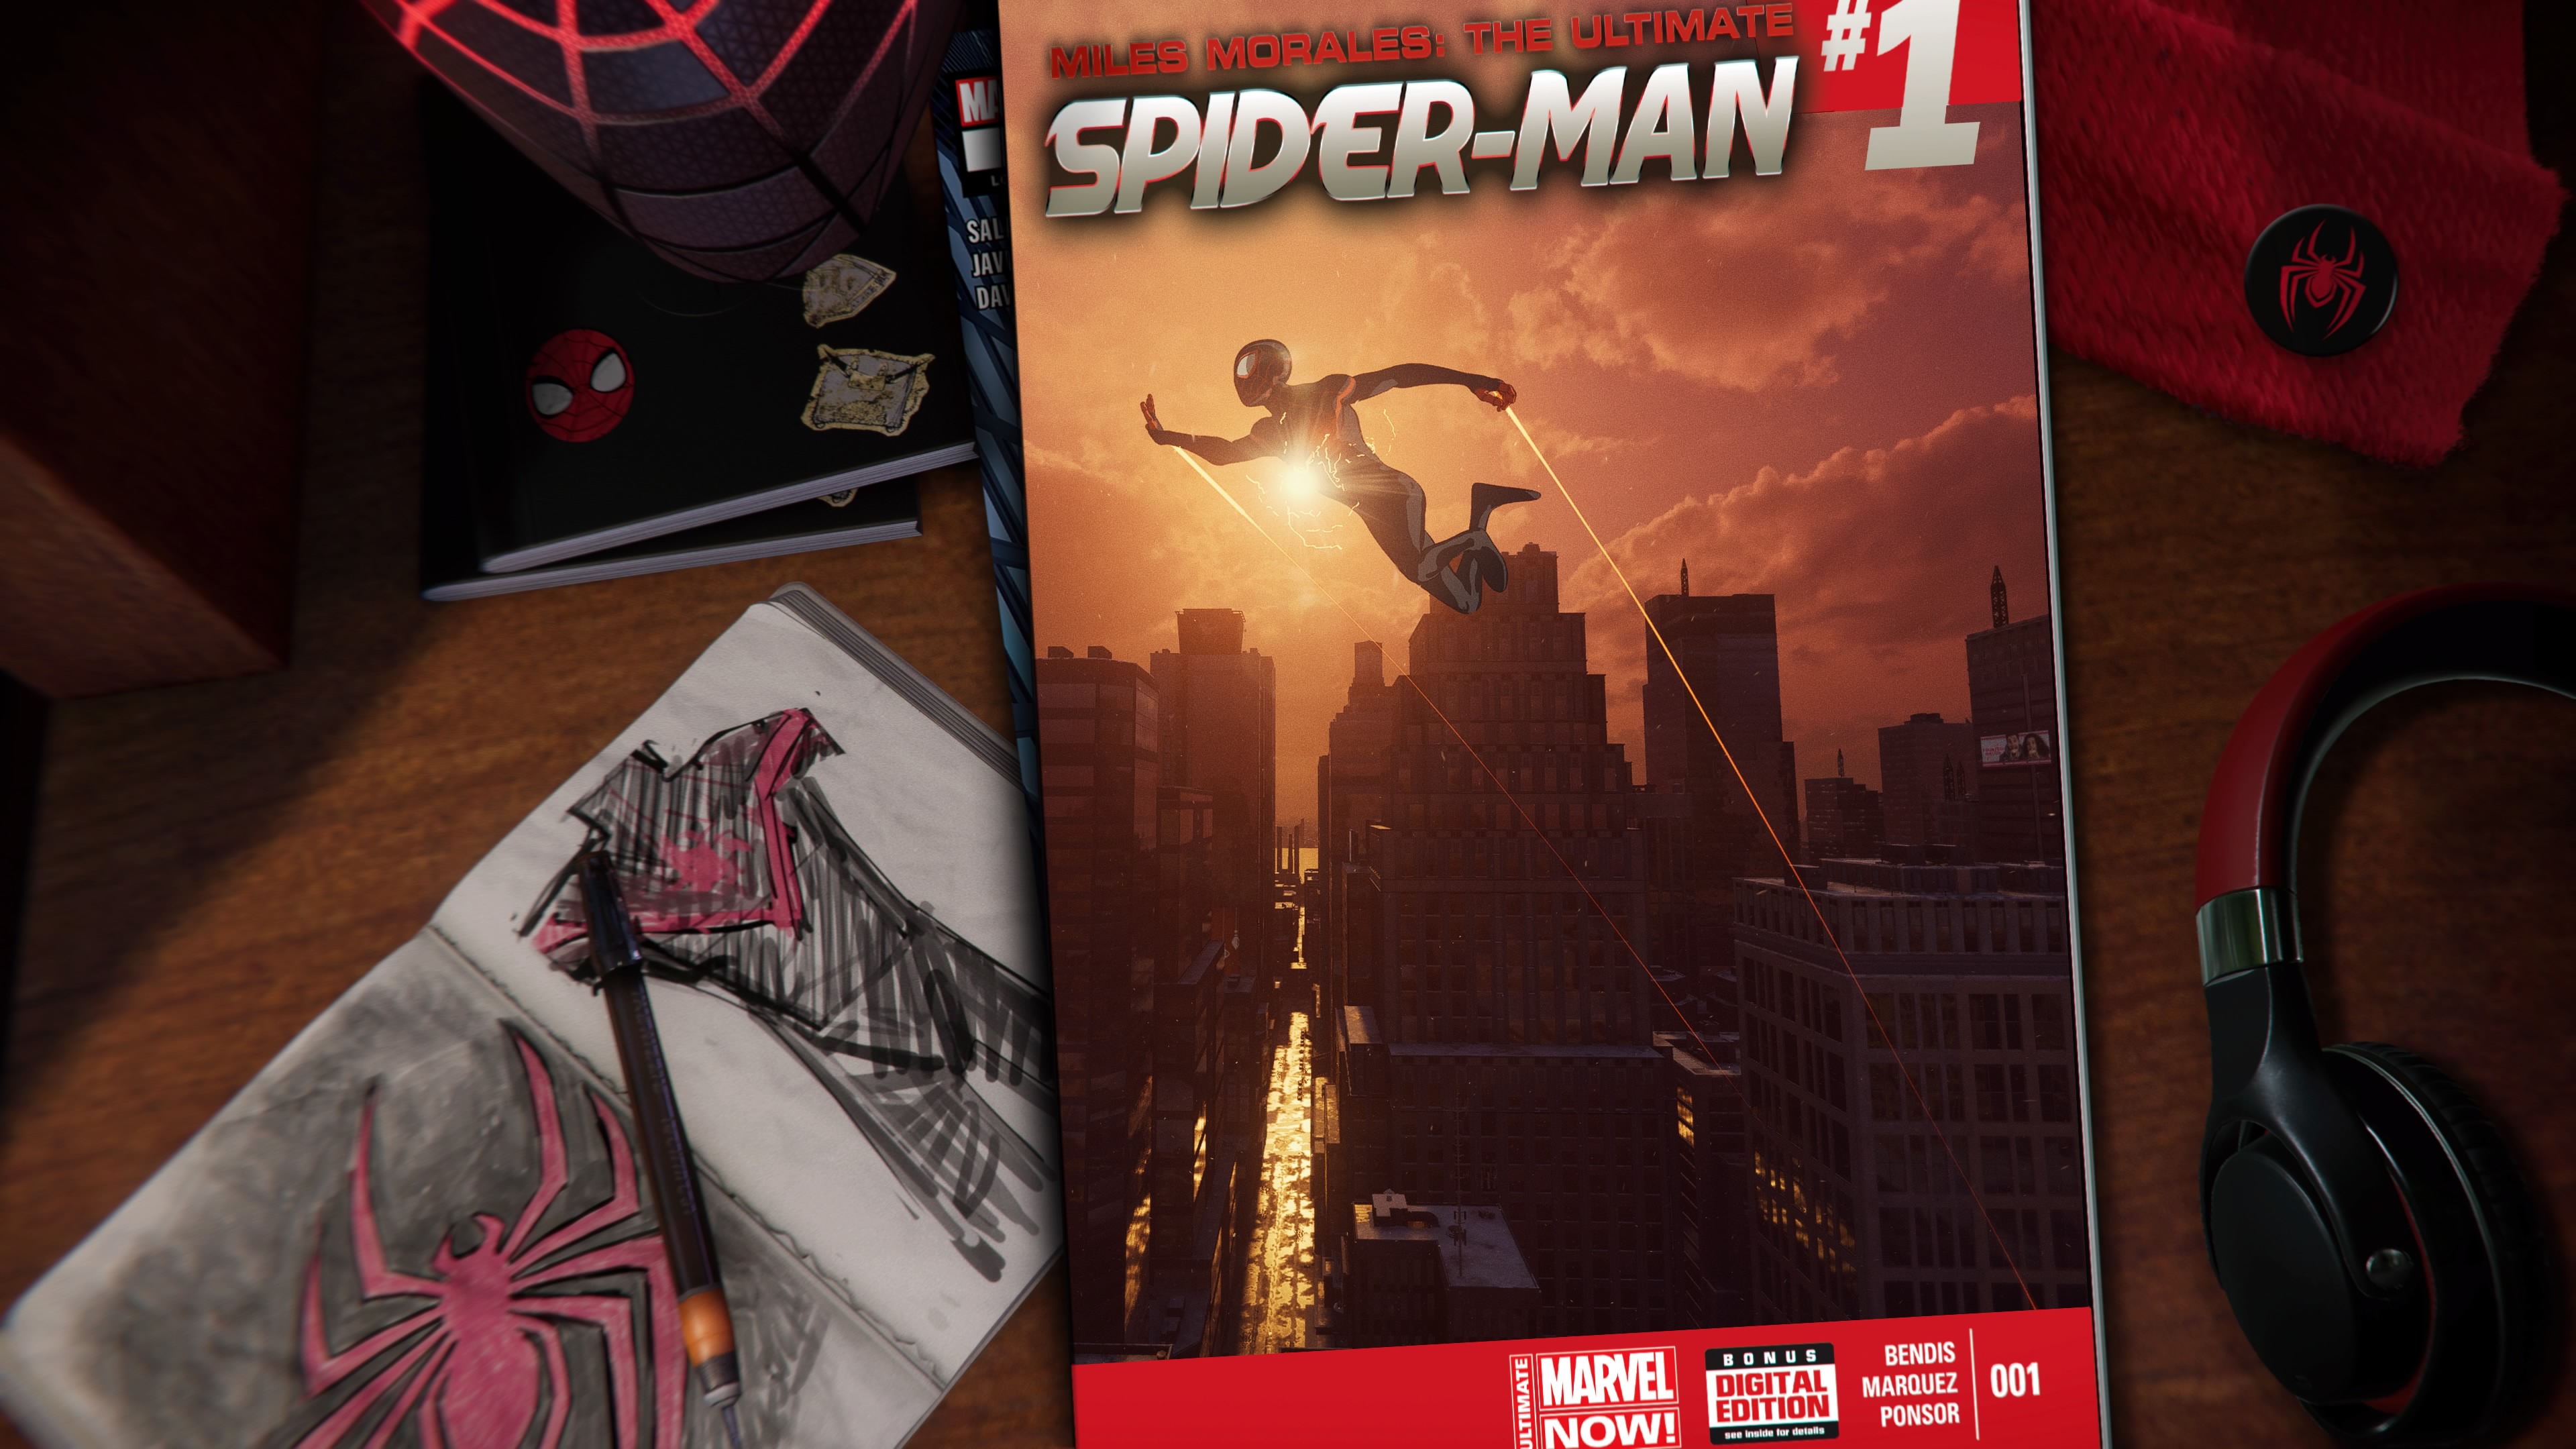 MILES MORALES: THE ULTIMATE
SPIDER-MAN
#1
SAL
JAV
ULTIMATE
MARVEL
NOW!
BONUS
DIGITAL
EDITION
see inside for details
BENDIS
MARQUEZ
PONSOR
001